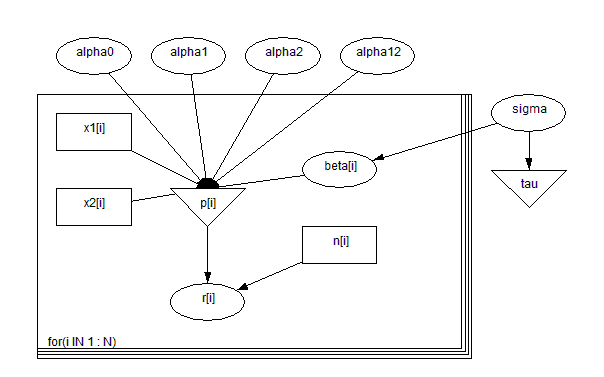 alpha0
alpha1
alpha2
alpha12
sigma
x1[i]
beta[i]
tau
x2[i]
p[i]
n[i]
r[i]
for(i IN 1 : N)